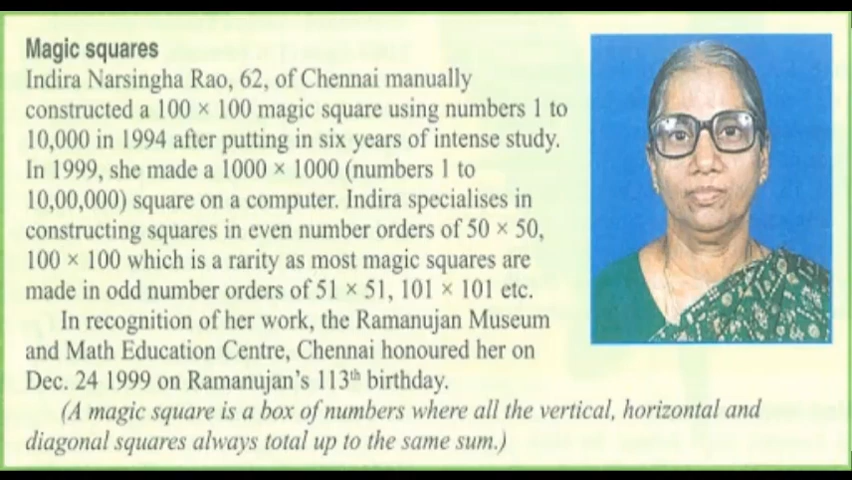 Magic squares
Indira Narsingha Rao, 62, of Chennai manually
constructed a 100 × 100 magic square using numbers 1 to
10,000 in 1994 after putting in six years of intense study.
In 1999, she made a 1000 × 1000 (numbers 1 to
10,00,000) square on a computer. Indira specialises in
constructing squares in even number orders of 50 × 50,
100 × 100 which is a rarity as most magic squares are
made in odd number orders of 51 × 51, 101 × 101 etc.
In recognition of her work, the Ramanujan Museum
and Math Education Centre, Chennai honoured her on
Dec. 24 1999 on Ramanujan's 113th birthday.
(A magic square is a box of numbers where all the vertical, horizontal and
diagonal squares always total up to the same sum.)